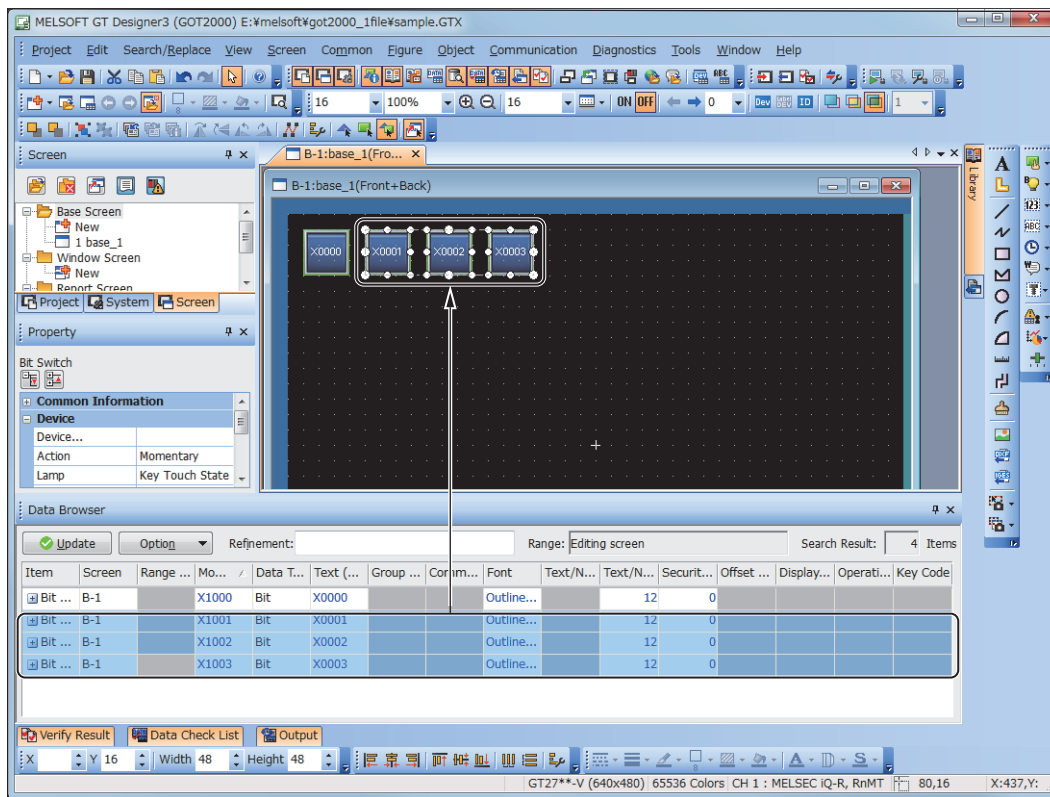 MELSOFT GT Designer3 (GOT2000) E:¥melsoft¥got2000_1file¥sample.GTX
Project Edit Search/Replace View Screen Common Figure Object Communication Diagnostics Tools Window Help
16 100% 16 ON OFF 0 Dev ID 1
Screen
B-1:base_1(Fro...
B-1:base_1(Front+Back)
Library
Base Screen
New
1 base_1
Window Screen
New
Report Screen
Project System Screen
X0000 X0001 X0002 X0003
Property
Bit Switch
Common Information
Device
Device...
Action Momentary
Lamp Key Touch State
Data Browser
Update Option Refinement: Range: Editing screen Search Result: 4 Items
Item Screen Range ... Mo... Data T... Text (... Group ... Comm... Font Text/N... Text/N... Securit... Offset ... Display... Operati... Key Code
Bit ... B-1 X1000 Bit X0000 Outline... 12 0
Bit ... B-1 X1001 Bit X0001 Outline... 12 0
Bit ... B-1 X1002 Bit X0002 Outline... 12 0
Bit ... B-1 X1003 Bit X0003 Outline... 12 0
Verify Result Data Check List Output
X Y 16 Width 48 Height 48
GT27**-V (640x480) 65536 Colors CH 1 : MELSEC iQ-R, RnMT 80,16 X:437,Y: